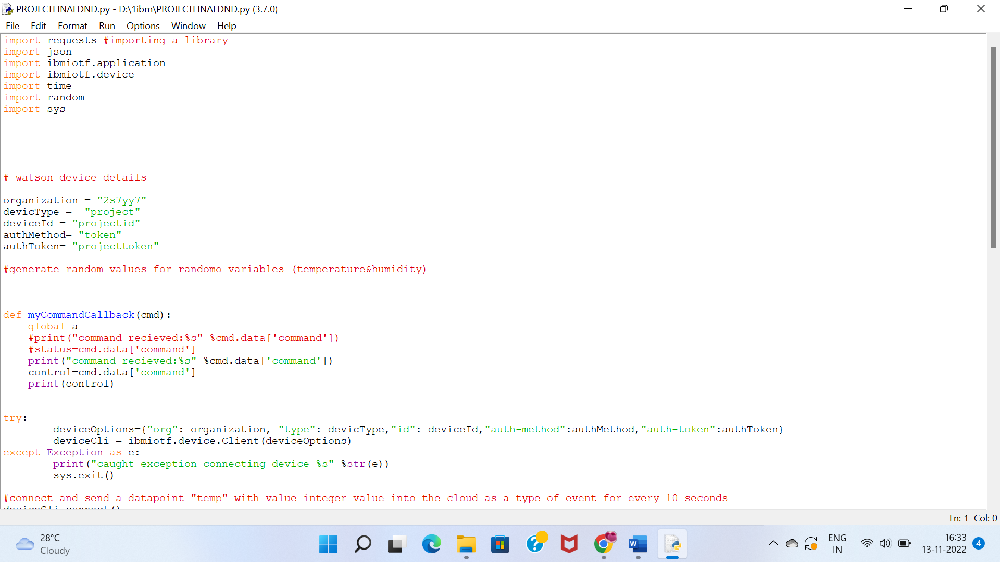 PROJECTFINALDND.py - D:\1ibm\PROJECTFINALDND.py (3.7.0)
File Edit Format Run Options Window Help
import requests #importing a library
import json
import ibmiotf.application
import ibmiotf.device
import time
import random
import sys
# watson device details
organization = "2s7yy7"
devicType =  "project"
deviceId = "projectid"
authMethod= "token"
authToken= "projecttoken"
#generate random values for randomo variables (temperature&humidity)
def myCommandCallback(cmd):
    global a
    #print("command recieved:%s" %cmd.data['command'])
    #status=cmd.data['command']
    print("command recieved:%s" %cmd.data['command'])
    control=cmd.data['command']
    print(control)
try:
        deviceOptions={"org": organization, "type": devicType,"id": deviceId,"auth-method":authMethod,"auth-token":authToken}
        deviceCli = ibmiotf.device.Client(deviceOptions)
except Exception as e:
        print("caught exception connecting device %s" %str(e))
        sys.exit()
#connect and send a datapoint "temp" with value integer value into the cloud as a type of event for every 10 seconds
deviceCli.connect()
Ln: 1 Col: 0
28°C
Cloudy
ENG
IN
16:33
13-11-2022
4